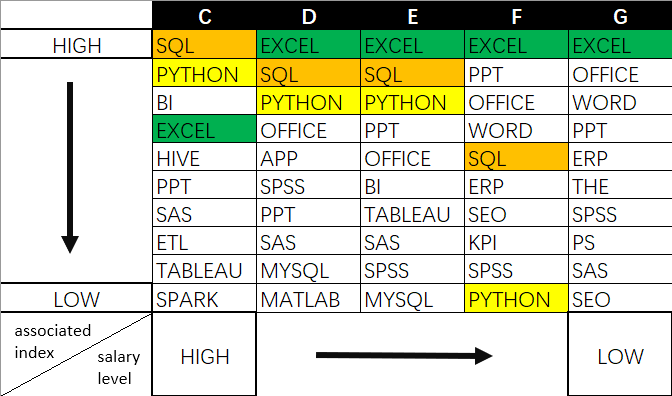 C D E F G
HIGH SQL EXCEL EXCEL EXCEL EXCEL
PYTHON SQL SQL PPT OFFICE
BI PYTHON PYTHON OFFICE WORD
EXCEL OFFICE PPT WORD PPT
HIVE APP OFFICE SQL ERP
PPT SPSS BI ERP THE
SAS PPT TABLEAU SEO SPSS
ETL SAS SAS KPI PS
TABLEAU MYSQL SPSS SPSS SAS
LOW SPARK MATLAB MYSQL PYTHON SEO
associated
index
salary
level
HIGH LOW